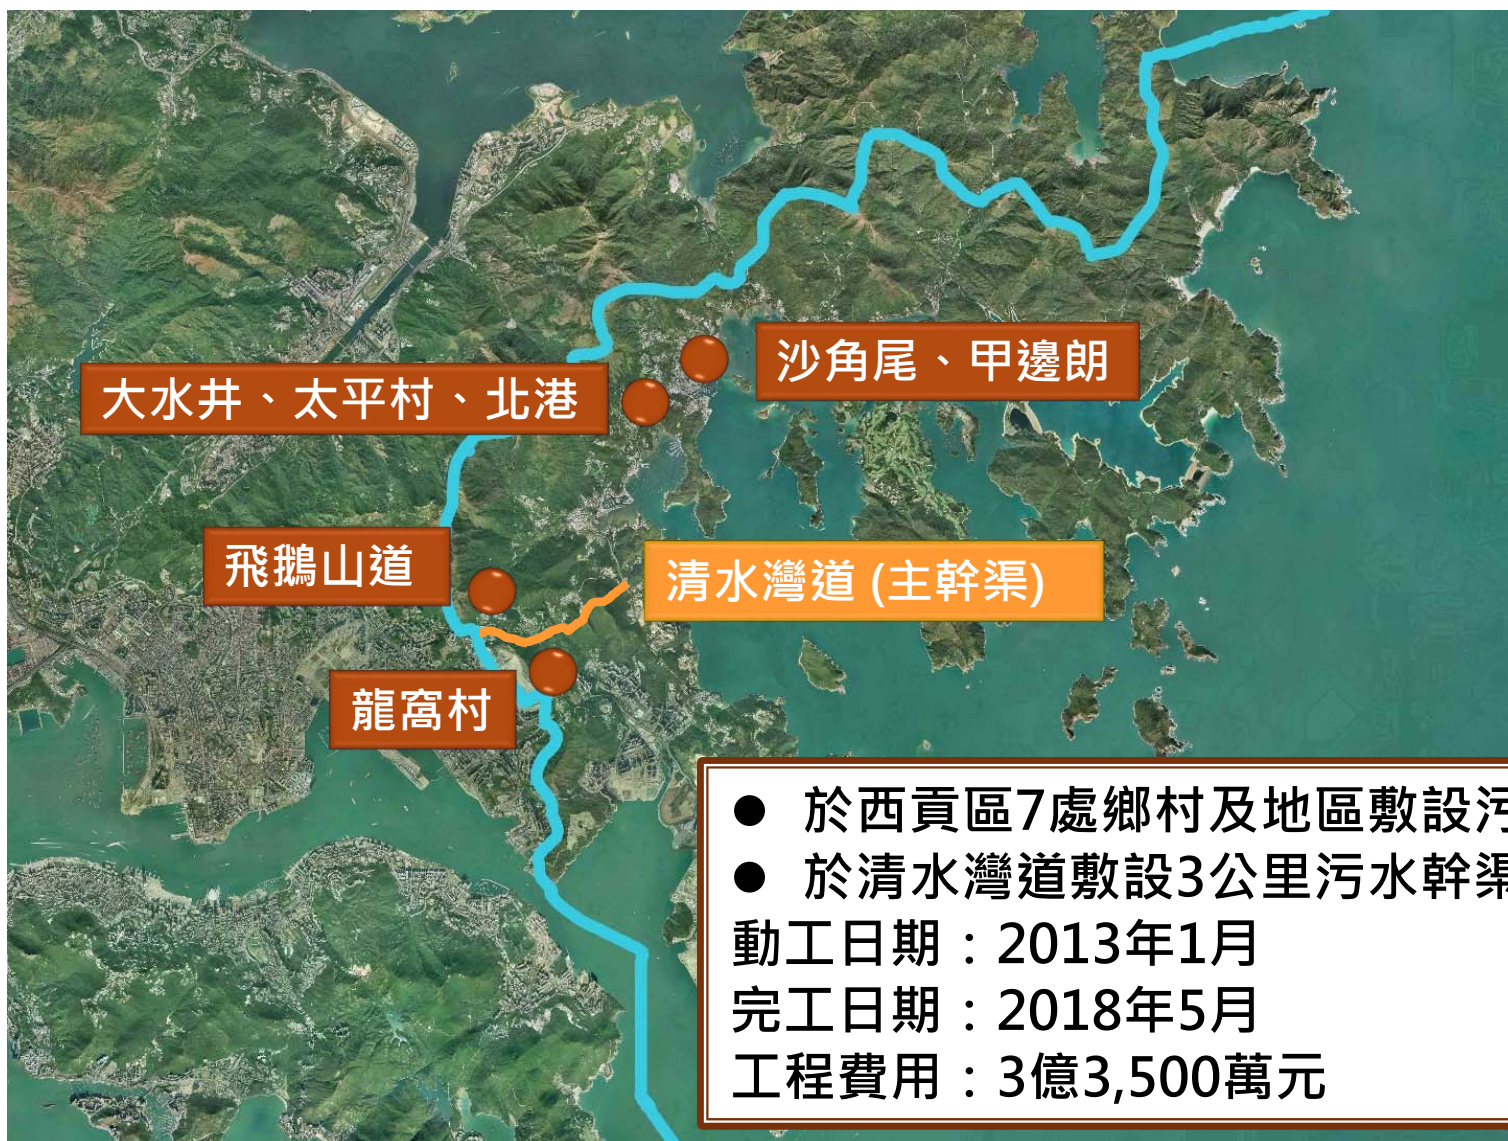 沙角尾、甲邊朗
大水井、太平村、北港
飛鵝山道
清水灣道 (主幹渠)
龍窩村
● 於西貢區7處鄉村及地區敷設污
● 於清水灣道敷設3公里污水幹渠
動工日期：2013年1月
完工日期：2018年5月
工程費用：3億3,500萬元